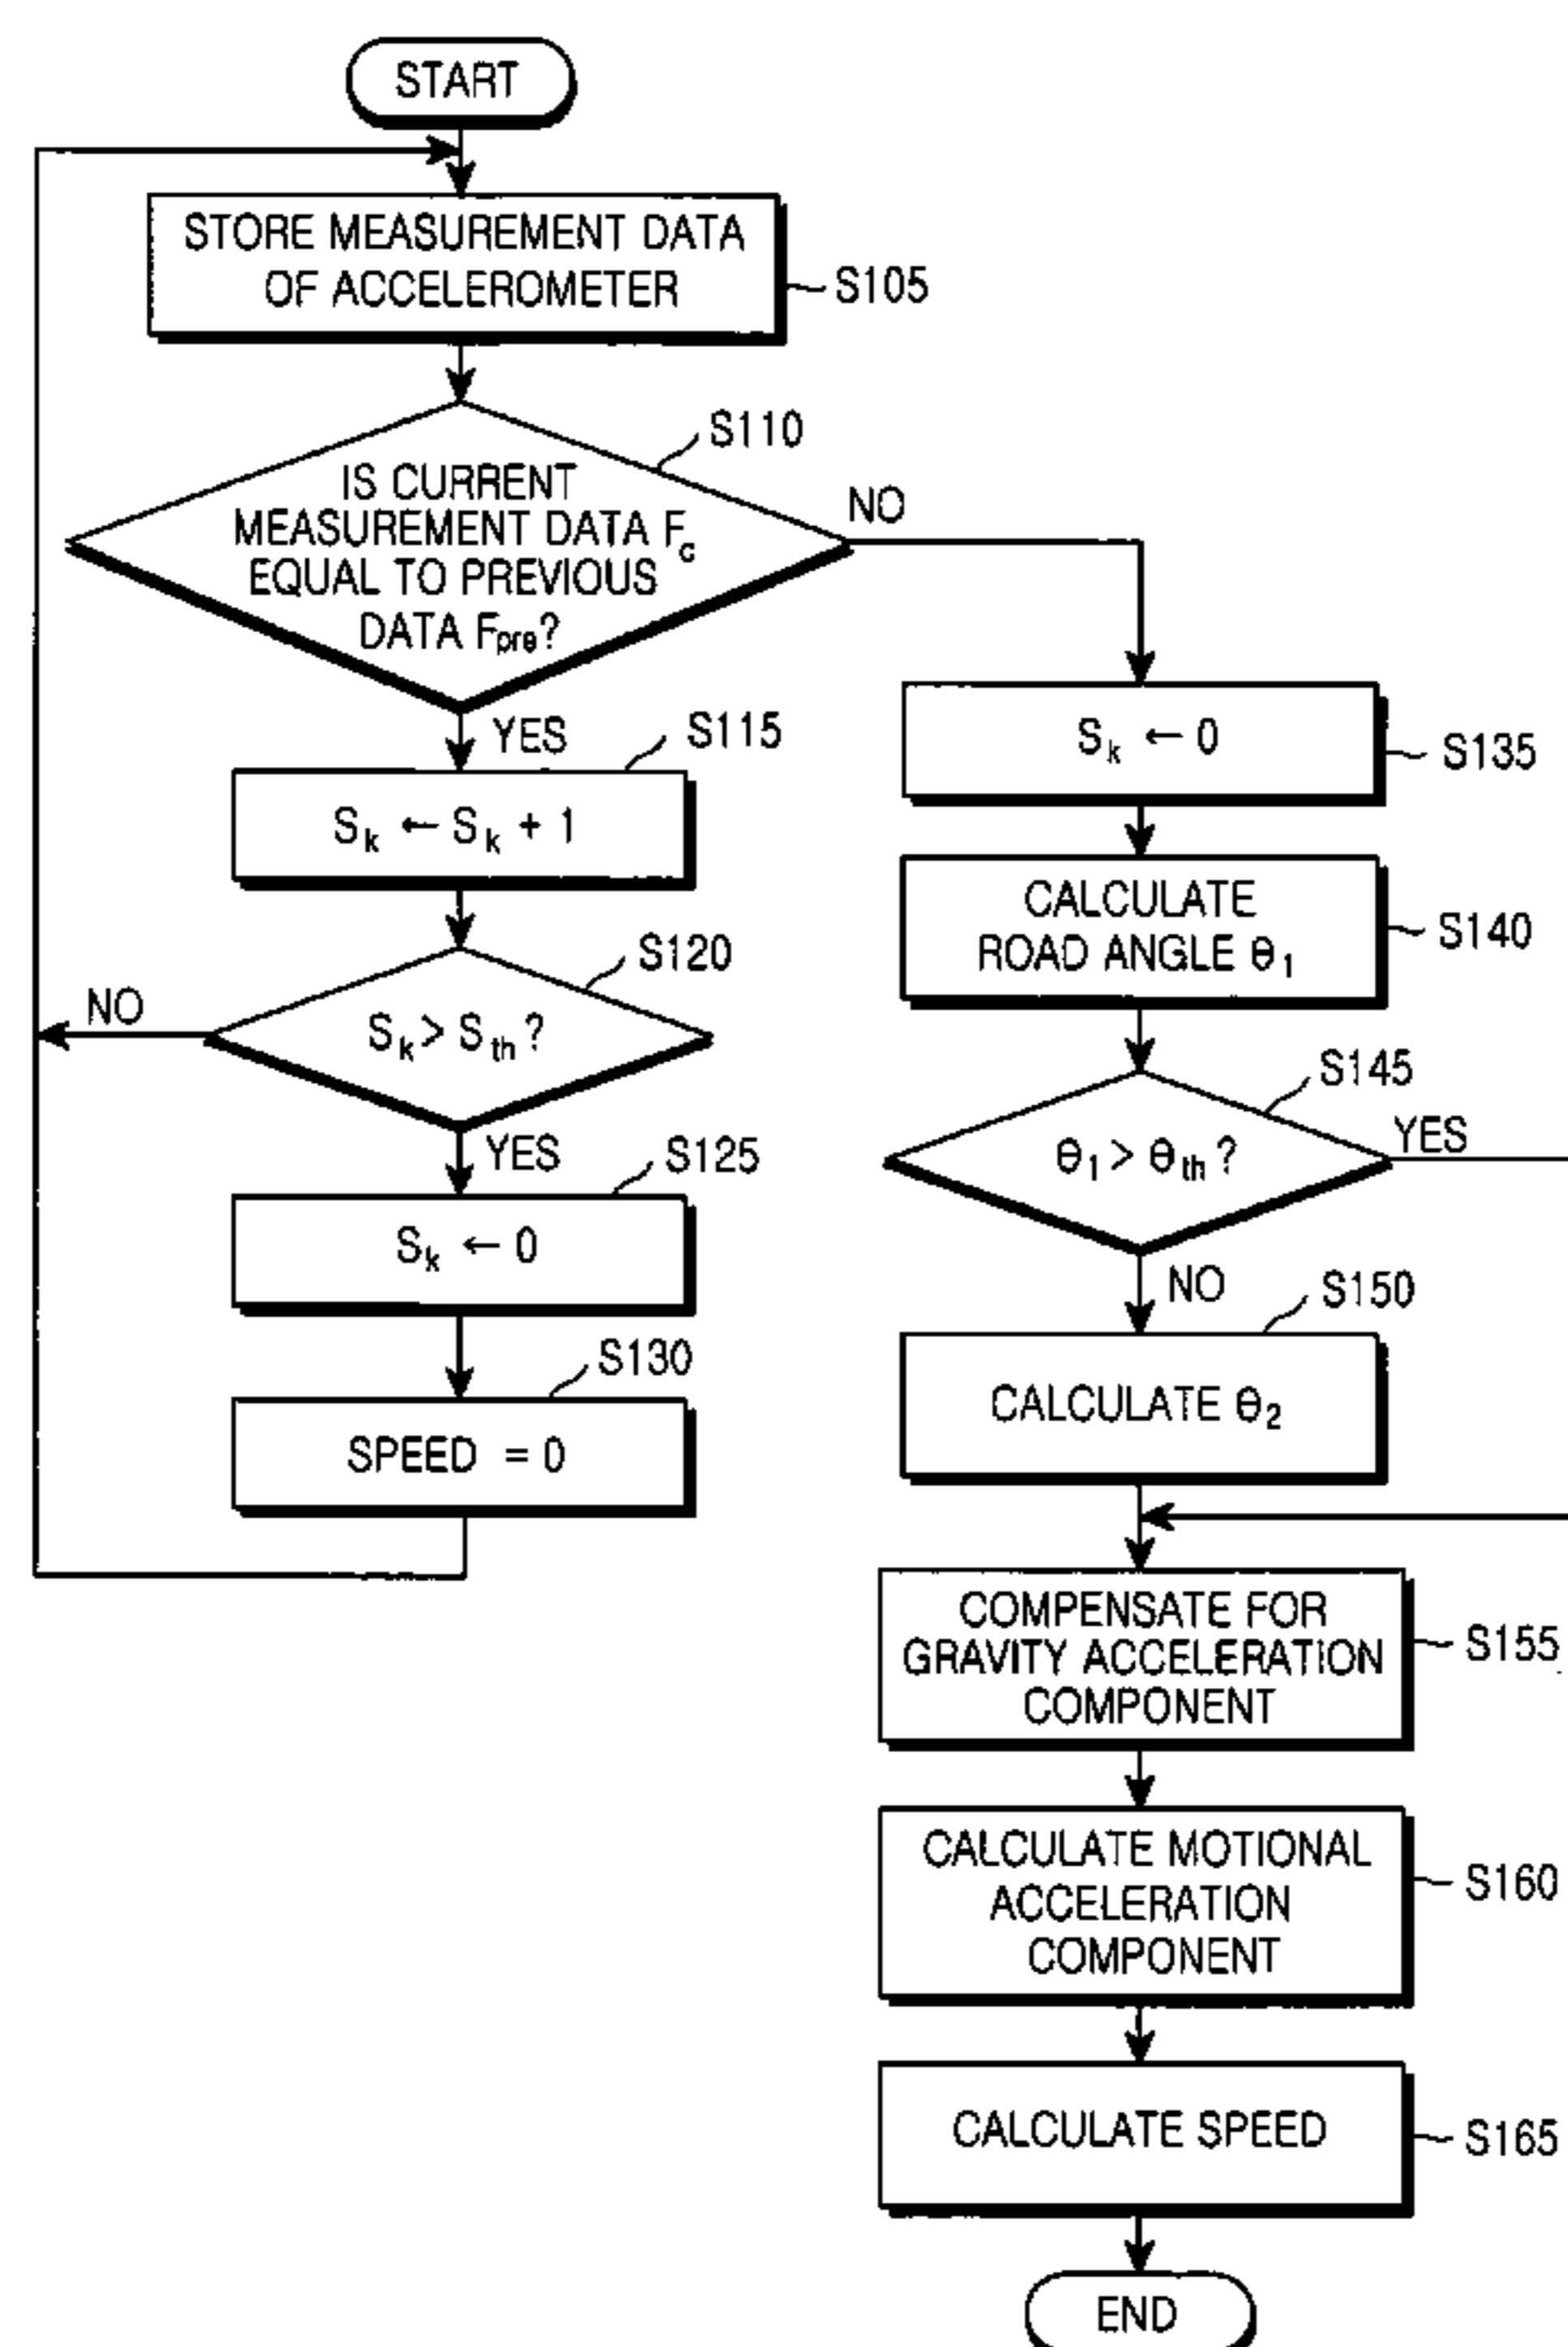 START
STORE MEASUREMENT DATA
OF ACCELEROMETER
S105
S110
IS CURRENT
MEASUREMENT DATA Fc
EQUAL TO PREVIOUS
DATA Fpre?
NO
YES
S115
Sk ← Sk + 1
S120
NO
Sk > Sth ?
YES
S125
Sk ← 0
S130
SPEED = 0
Sk ← 0
S135
CALCULATE
ROAD ANGLE θ1
S140
S145
θ1 > θth ?
YES
NO
S150
CALCULATE θ2
COMPENSATE FOR
GRAVITY ACCELERATION
COMPONENT
S155
CALCULATE MOTIONAL
ACCELERATION
COMPONENT
S160
CALCULATE SPEED
S165
END